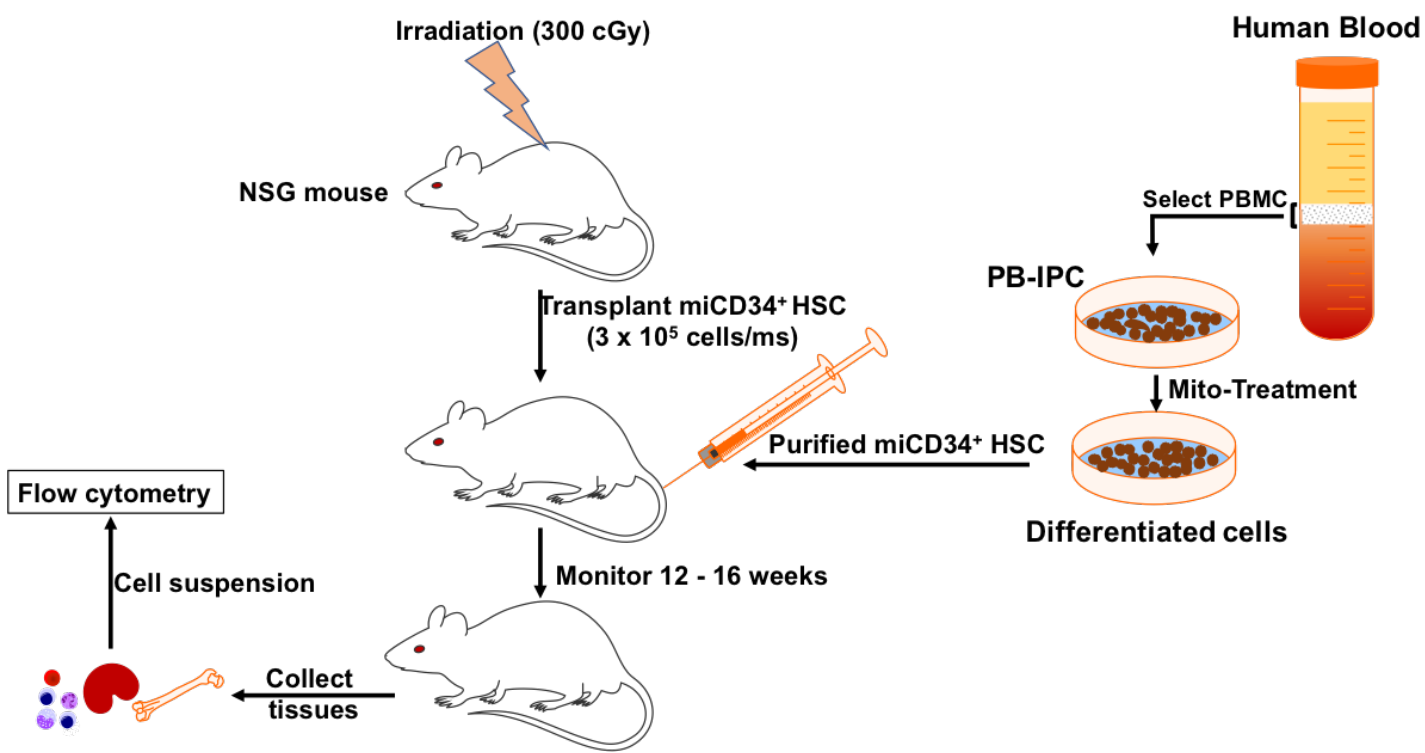 Irradiation (300 cGy)
Human Blood
NSG mouse
Select PBMC
PB-IPC
Transplant miCD34⁺ HSC
(3 x 10⁵ cells/ms)
Mito-Treatment
Purified miCD34⁺ HSC
Differentiated cells
Flow cytometry
Monitor 12 - 16 weeks
Cell suspension
Collect
tissues